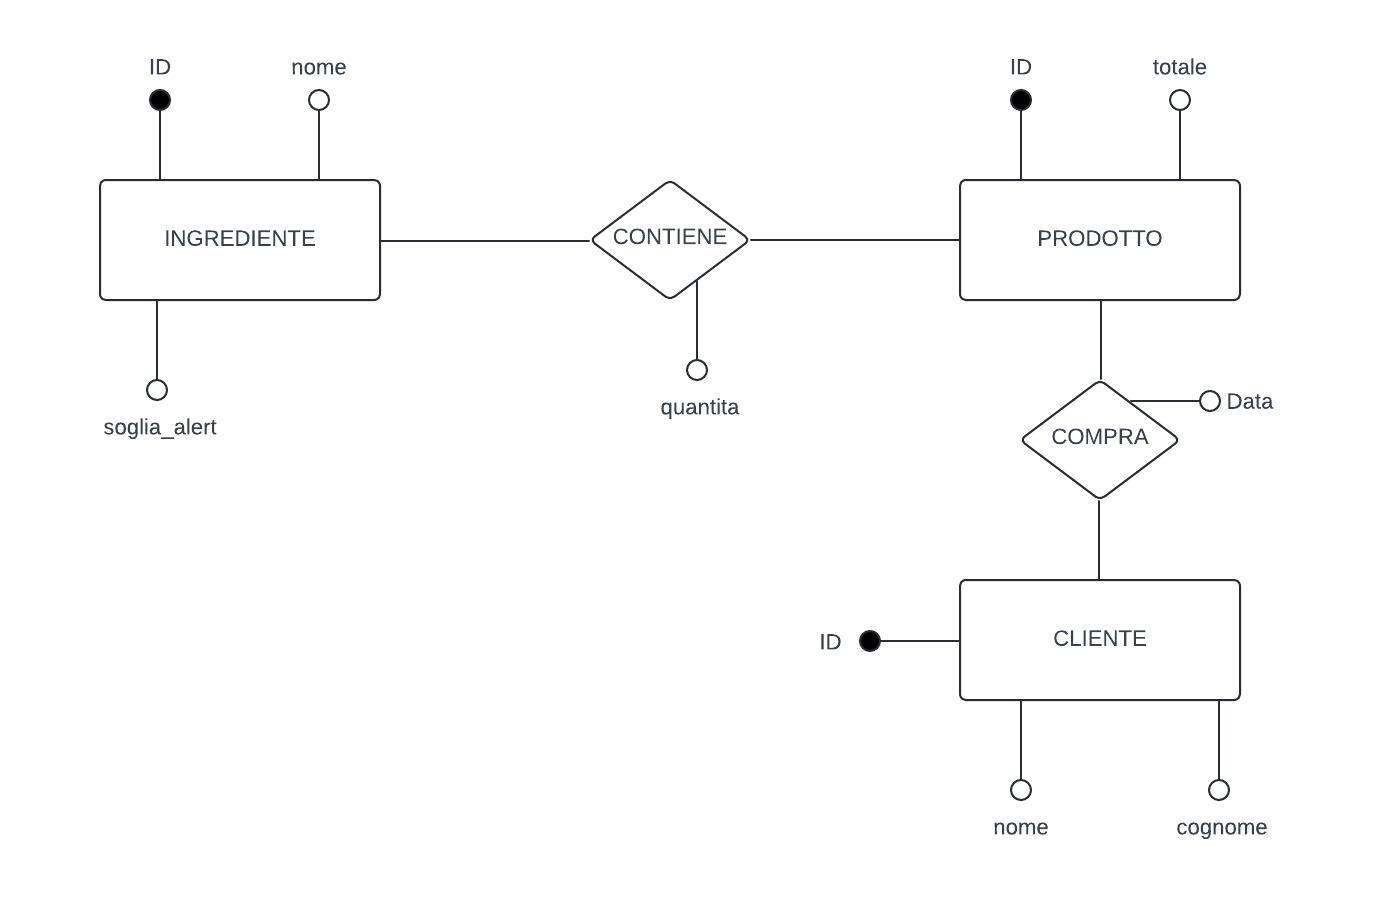 ID
nome
ID
totale
INGREDIENTE
CONTIENE
PRODOTTO
soglia_alert
quantita
Data
COMPRA
ID
CLIENTE
nome
cognome